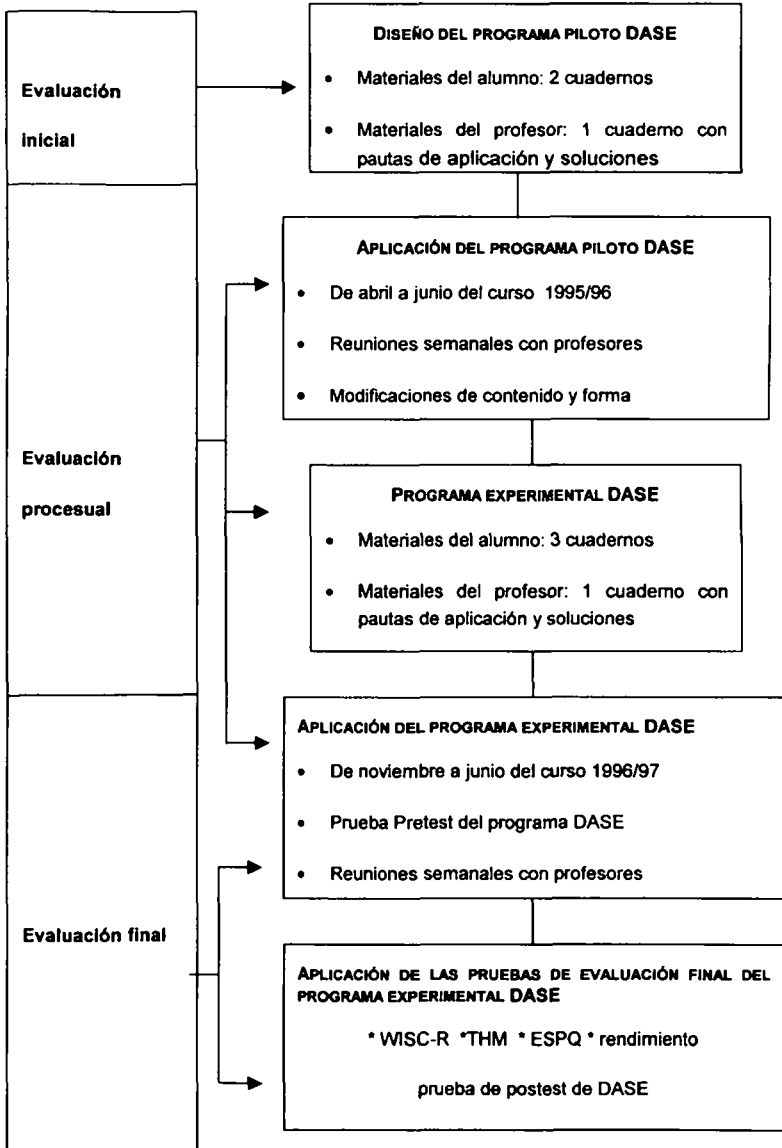 Evaluación
inicial
DISEÑO DEL PROGRAMA PILOTO DASE
• Materiales del alumno: 2 cuadernos
• Materiales del profesor: 1 cuaderno con
pautas de aplicación y soluciones
APLICACIÓN DEL PROGRAMA PILOTO DASE
• De abril a junio del curso 1995/96
• Reuniones semanales con profesores
• Modificaciones de contenido y forma
Evaluación
procesual
PROGRAMA EXPERIMENTAL DASE
• Materiales del alumno: 3 cuadernos
• Materiales del profesor: 1 cuaderno con
pautas de aplicación y soluciones
APLICACIÓN DEL PROGRAMA EXPERIMENTAL DASE
• De noviembre a junio del curso 1996/97
• Prueba Pretest del programa DASE
• Reuniones semanales con profesores
Evaluación final
APLICACIÓN DE LAS PRUEBAS DE EVALUACIÓN FINAL DEL
PROGRAMA EXPERIMENTAL DASE
* WISC-R *THM * ESPQ * rendimiento
prueba de postest de DASE